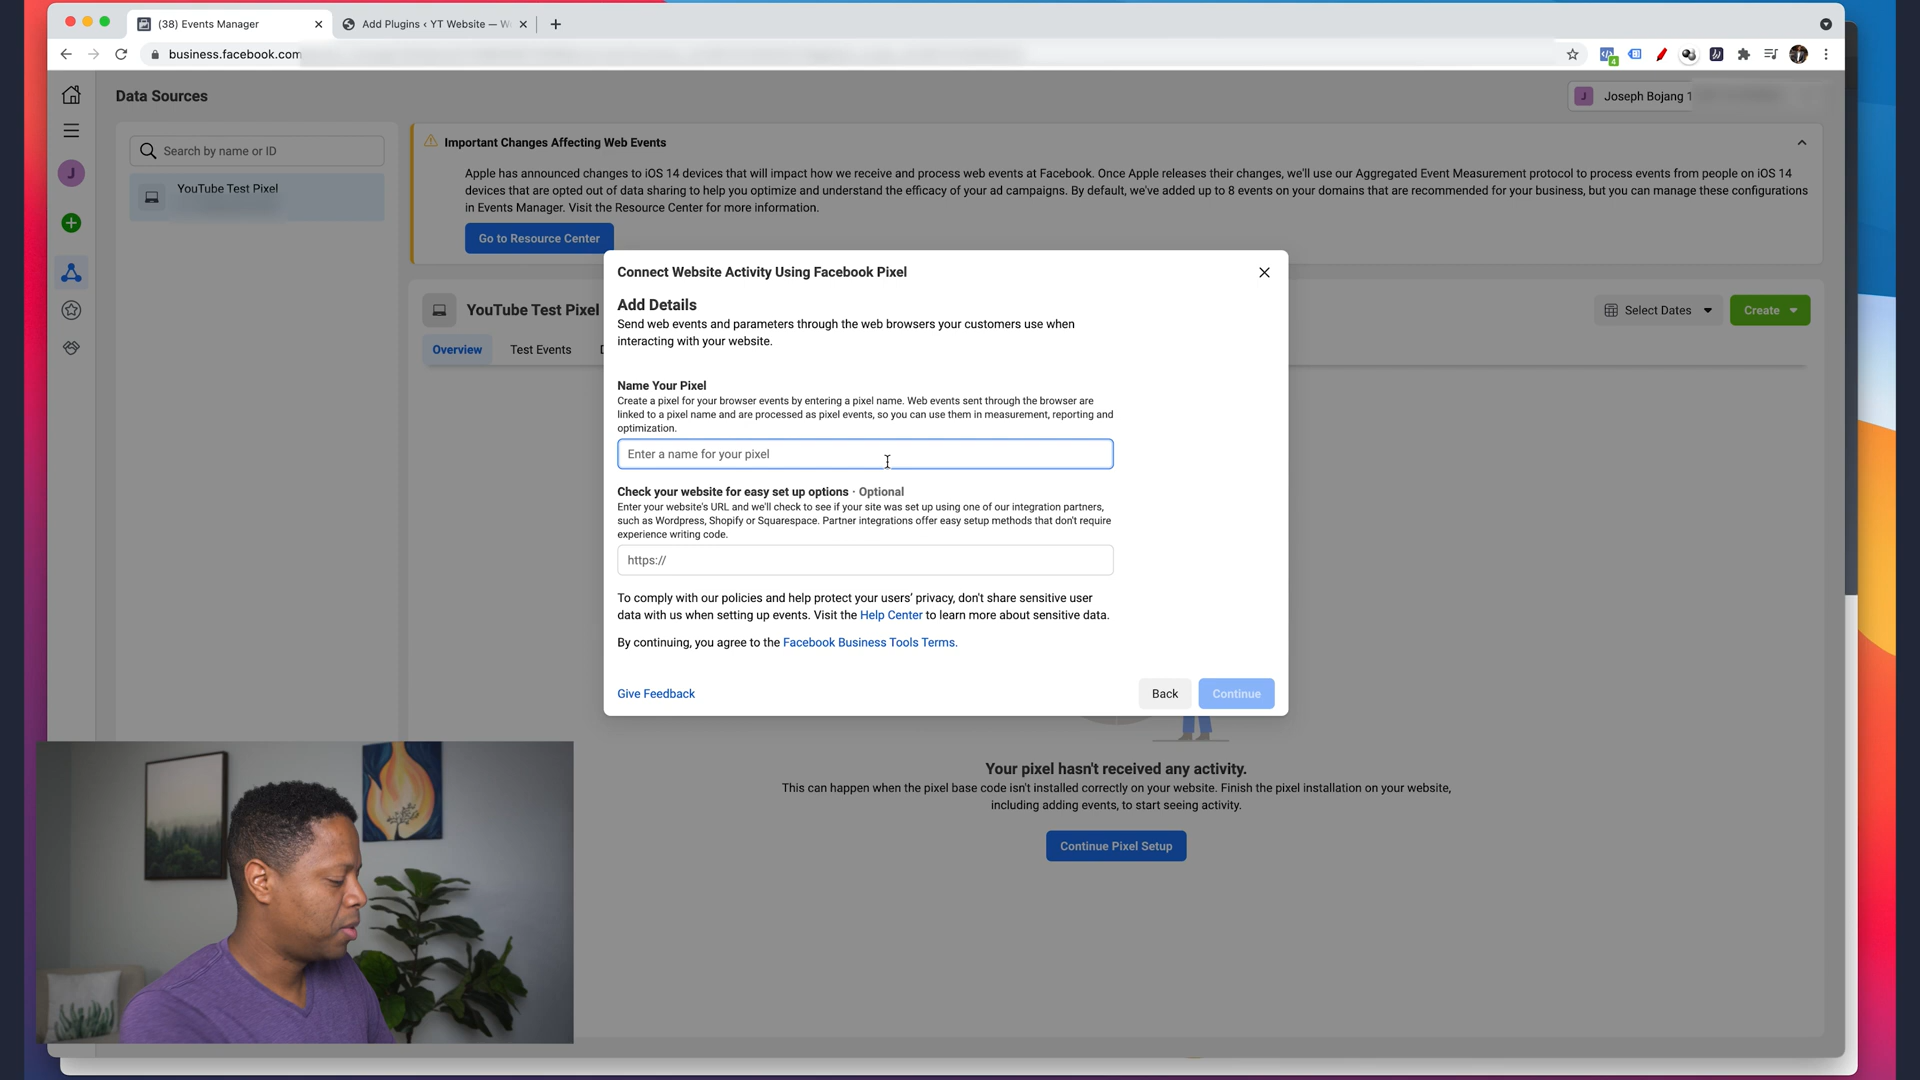 (38) Events Manager
Add Plugins ‹ YT Website — W
business.facebook.com
4
Data Sources
J
Joseph Bojang 1
Search by name or ID
J
YouTube Test Pixel
Important Changes Affecting Web Events
Apple has announced changes to iOS 14 devices that will impact how we receive and process web events at Facebook. Once Apple releases their changes, we'll use our Aggregated Event Measurement protocol to process events from people on iOS 14
devices that are opted out of data sharing to help you optimize and understand the efficacy of your ad campaigns. By default, we've added up to 8 events on your domains that are recommended for your business, but you can manage these configurations
in Events Manager. Visit the Resource Center for more information.
Go to Resource Center
YouTube Test Pixel
Select Dates
Create
Overview
Test Events
Connect Website Activity Using Facebook Pixel
Add Details
Send web events and parameters through the web browsers your customers use when
interacting with your website.
Name Your Pixel
Create a pixel for your browser events by entering a pixel name. Web events sent through the browser are
linked to a pixel name and are processed as pixel events, so you can use them in measurement, reporting and
optimization.
Enter a name for your pixel
Check your website for easy set up options · Optional
Enter your website's URL and we'll check to see if your site was set up using one of our integration partners,
such as Wordpress, Shopify or Squarespace. Partner integrations offer easy setup methods that don't require
experience writing code.
https://
To comply with our policies and help protect your users' privacy, don't share sensitive user
data with us when setting up events. Visit the Help Center to learn more about sensitive data.
By continuing, you agree to the Facebook Business Tools Terms.
Give Feedback
Back
Continue
Your pixel hasn't received any activity.
This can happen when the pixel base code isn't installed correctly on your website. Finish the pixel installation on your website,
including adding events, to start seeing activity.
Continue Pixel Setup